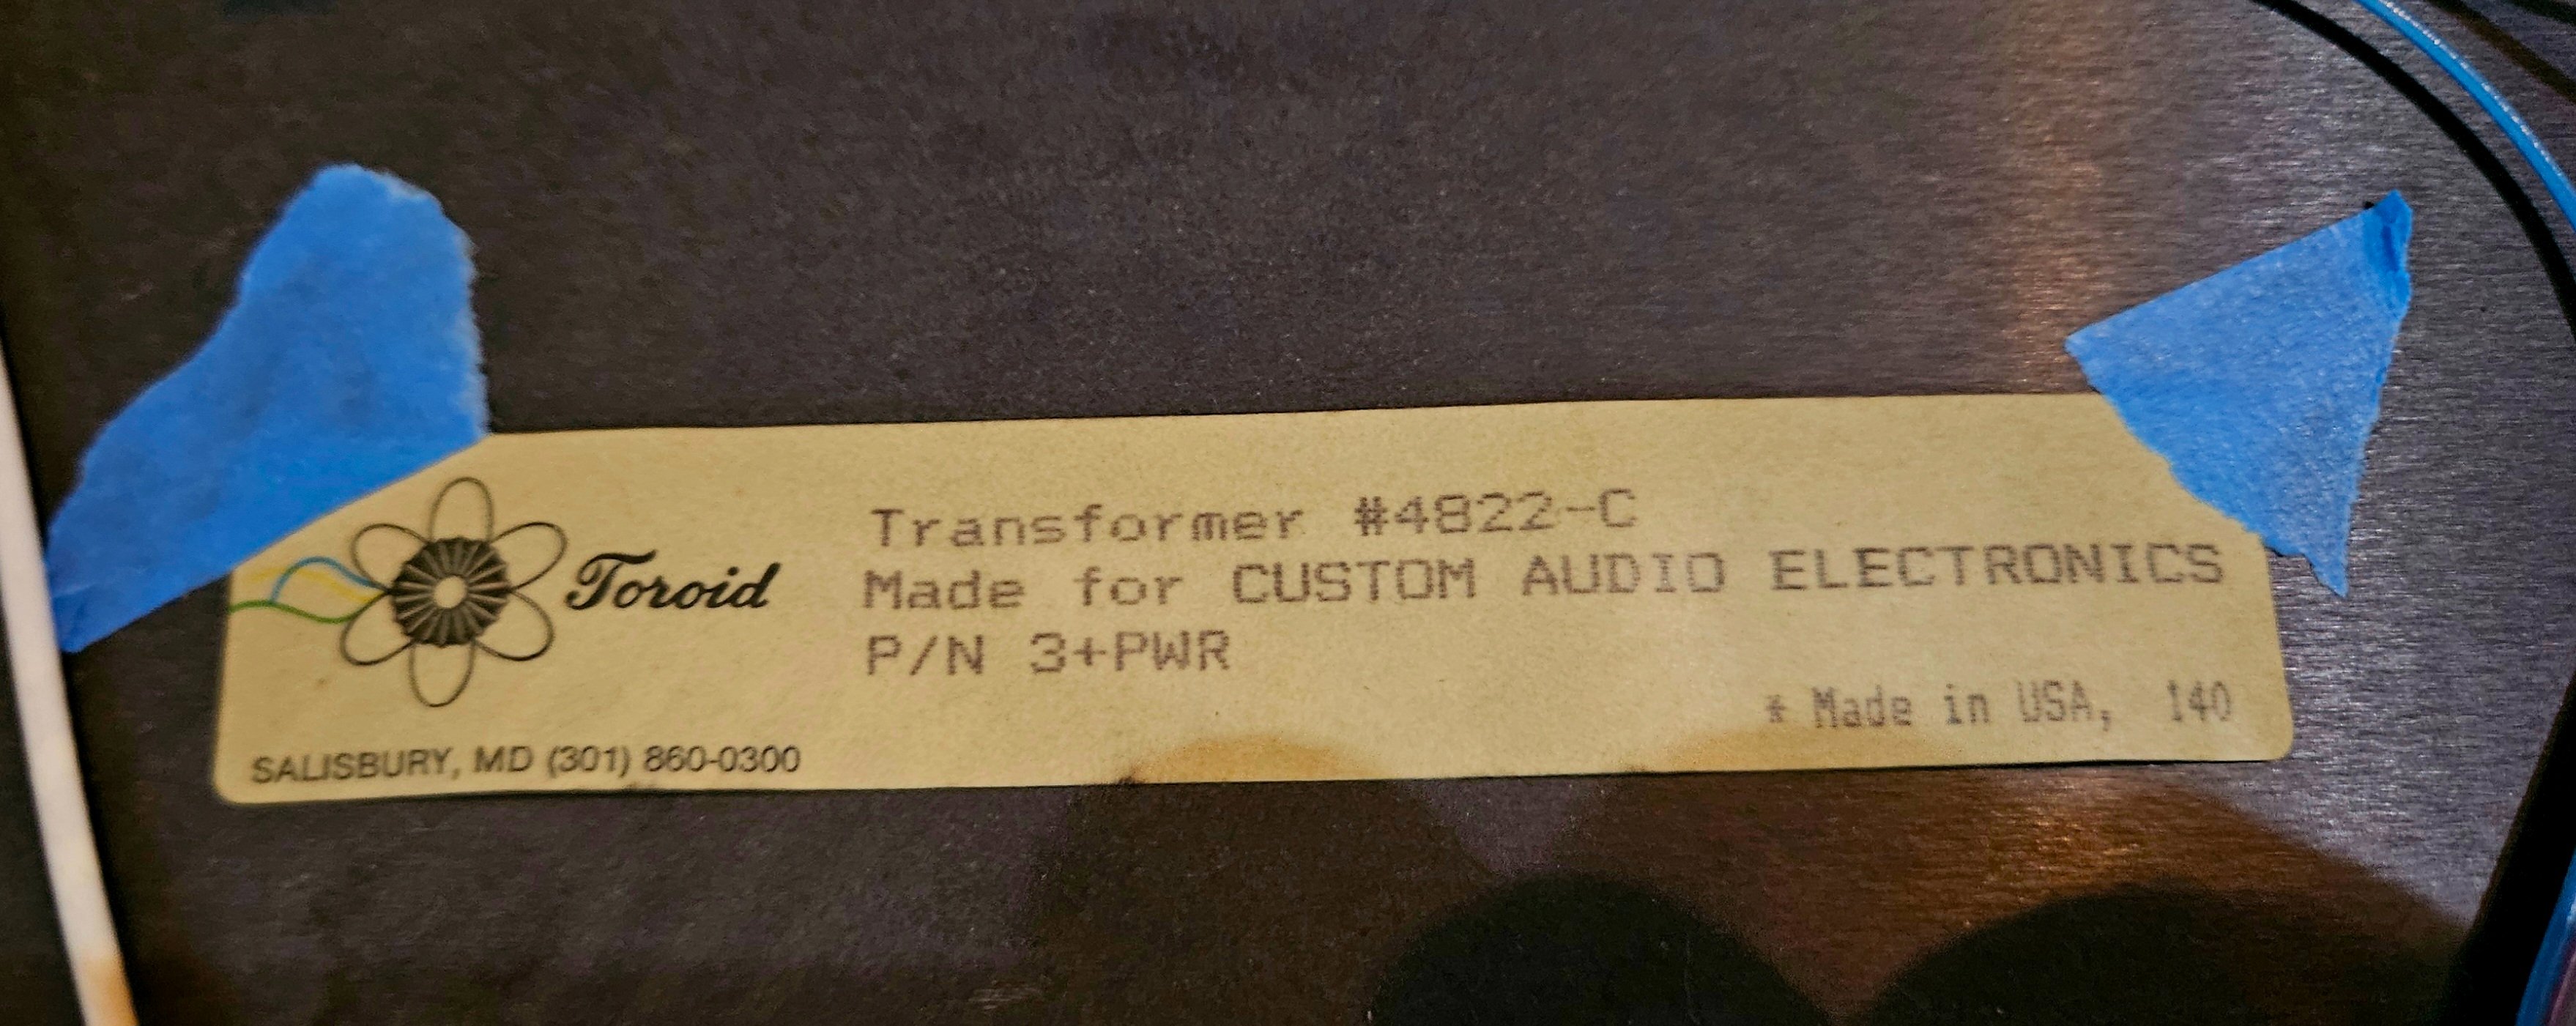 Toroid
Transformer #4822-C
Made for CUSTOM AUDIO ELECTRONICS
P/N 3+PWR
* Made in USA, 140
SALISBURY, MD (301) 860-0300